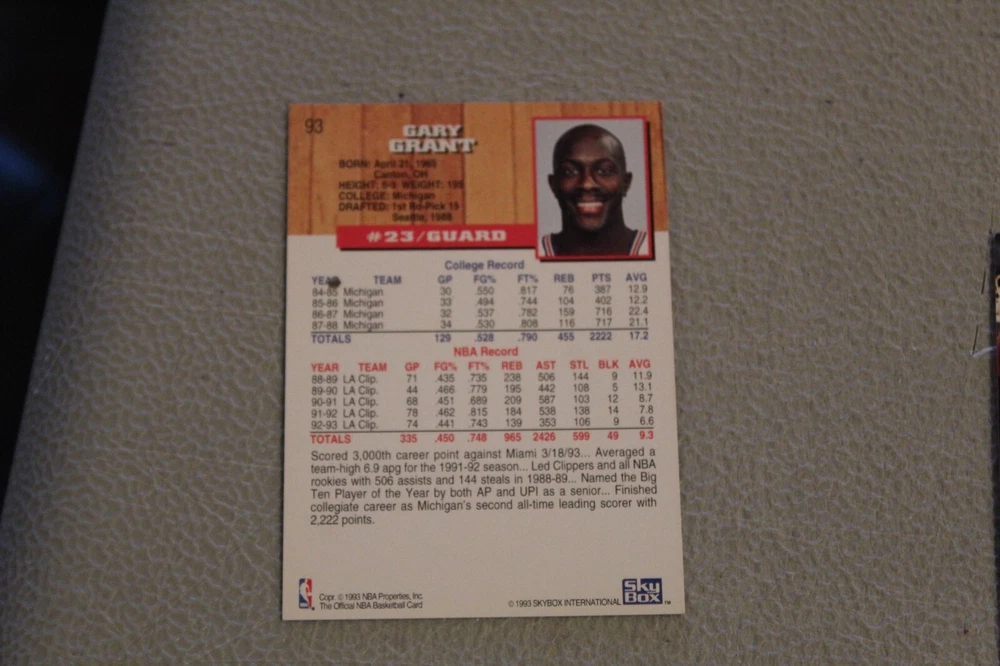 93
GARY
GRANT
BORN: April 21, 1965
Canton, OH
HEIGHT: 6-3 WEIGHT: 195
COLLEGE: Michigan
DRAFTED: 1st Rd-Pick 15
Seattle, 1988
#23/GUARD
College Record
YEAR TEAM GP FG% FT% REB PTS AVG
84-85 Michigan 30 .550 .817 76 387 12.9
85-86 Michigan 33 .494 .744 104 402 12.2
86-87 Michigan 32 .537 .782 159 716 22.4
87-88 Michigan 34 .530 .808 116 717 21.1
TOTALS 129 .528 .790 455 2222 17.2
NBA Record
YEAR TEAM GP FG% FT% REB AST STL BLK AVG
88-89 LA Clip. 71 .435 .735 238 506 144 9 11.9
89-90 LA Clip. 44 .466 .779 195 442 108 5 13.1
90-91 LA Clip. 68 .451 .689 209 587 103 12 8.7
91-92 LA Clip. 78 .462 .815 184 538 138 14 7.8
92-93 LA Clip. 74 .441 .743 139 353 106 9 6.6
TOTALS 335 .450 .748 965 2426 599 49 9.3
Scored 3,000th career point against Miami 3/18/93... Averaged a
team-high 6.9 apg for the 1991-92 season... Led Clippers and all NBA
rookies with 506 assists and 144 steals in 1988-89... Named the Big
Ten Player of the Year by both AP and UPI as a senior... Finished
collegiate career as Michigan's second all-time leading scorer with
2,222 points.
Copr. © 1993 NBA Properties, Inc.
The Official NBA Basketball Card
© 1993 SKYBOX INTERNATIONAL
Sky
BOX™